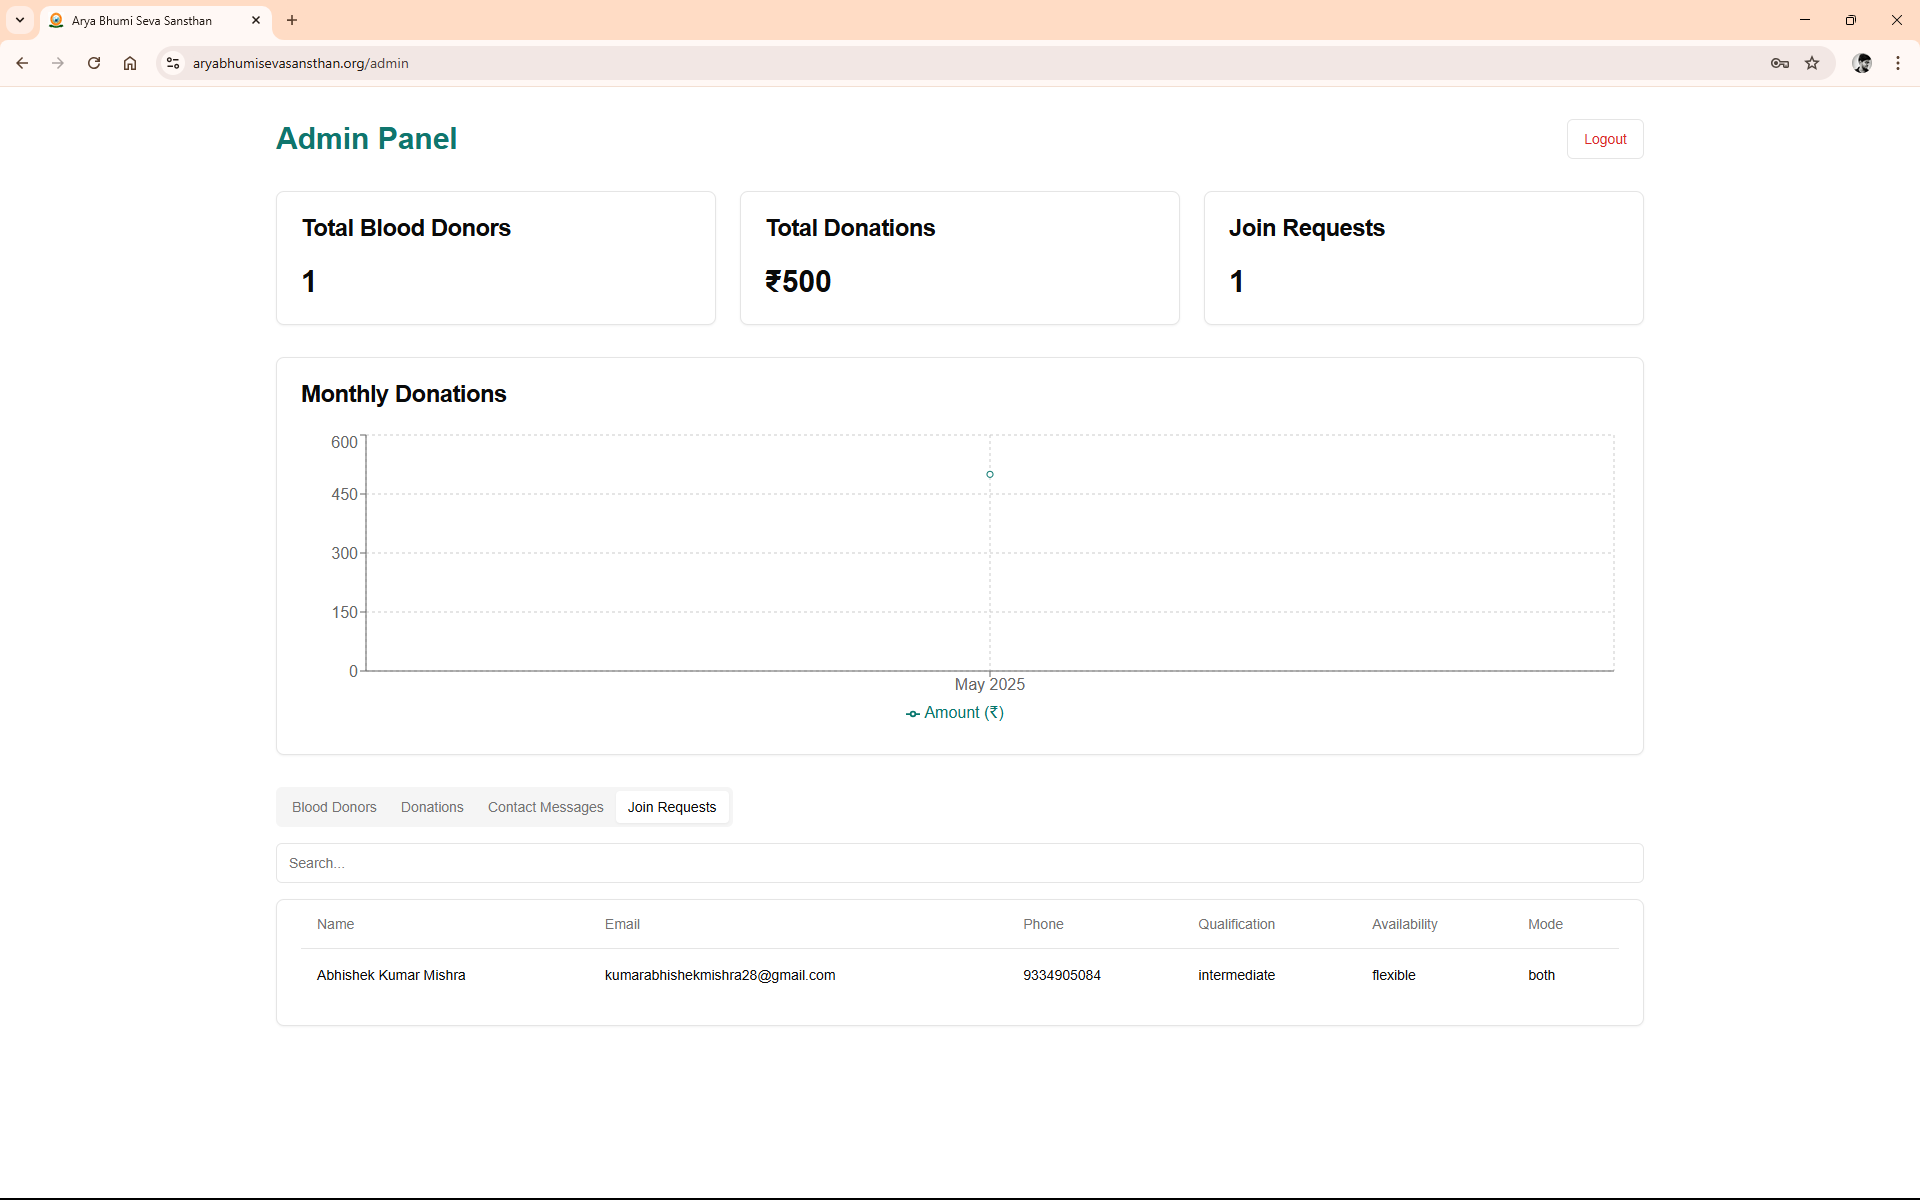 Arya Bhumi Seva Sansthan
aryabhumisevasansthan.org/admin
Admin Panel
Logout
Total Blood Donors
1
Total Donations
₹500
Join Requests
1
Monthly Donations
600
450
300
150
0
May 2025
Amount (₹)
Blood Donors Donations Contact Messages Join Requests
Search...
Name Email Phone Qualification Availability Mode
Abhishek Kumar Mishra kumarabhishekmishra28@gmail.com 9334905084 intermediate flexible both